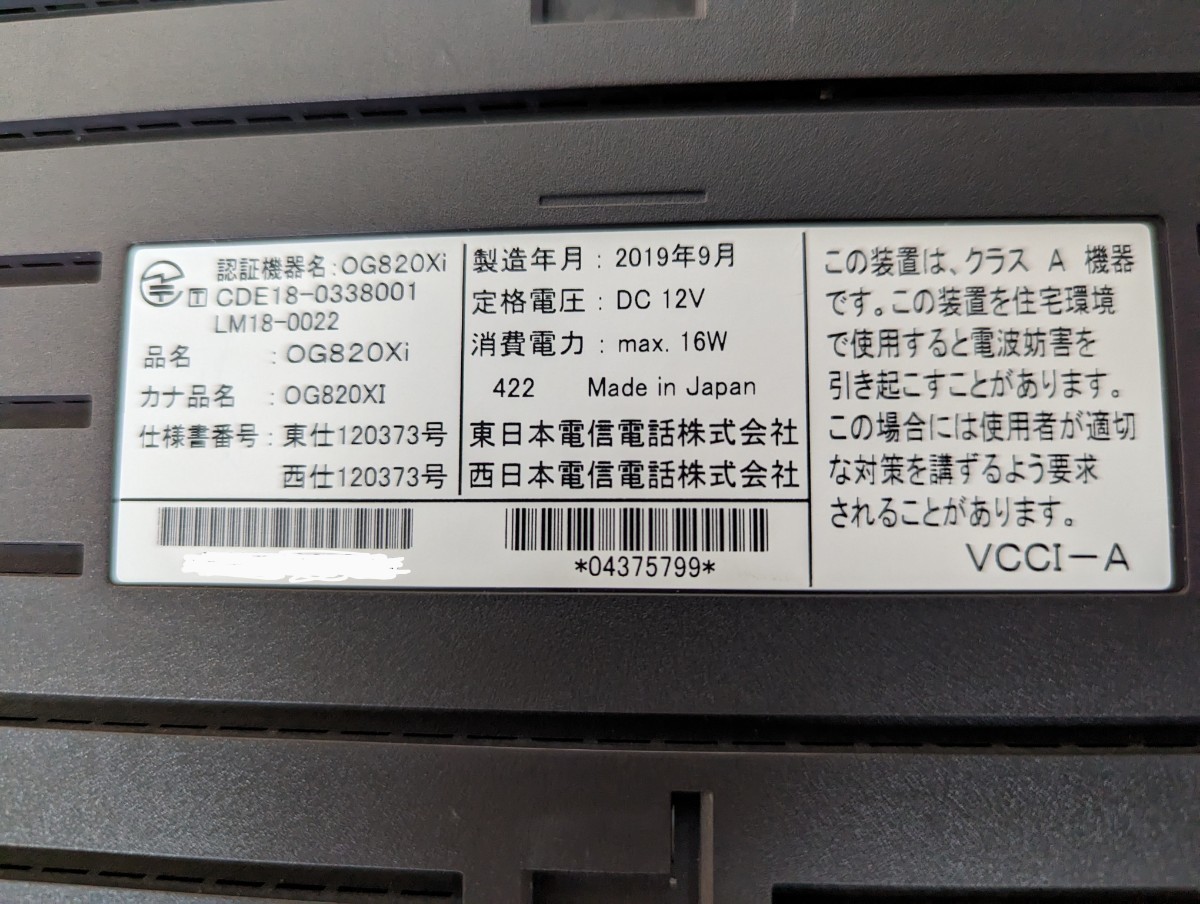 認証機器名:OG820Xi
T CDE18-0338001
LM18-0022
品名 :OG820Xi
カナ品名 :OG820XI
仕様書番号:東仕120373号
西仕120373号
製造年月:2019年9月
定格電圧:DC 12V
消費電力:max. 16W
422 Made in Japan
東日本電信電話株式会社
西日本電信電話株式会社
*04375799*
この装置は、クラス A 機器
です。この装置を住宅環境
で使用すると電波妨害を
引き起こすことがあります。
この場合には使用者が適切
な対策を講ずるよう要求
されることがあります。
VCCI-A